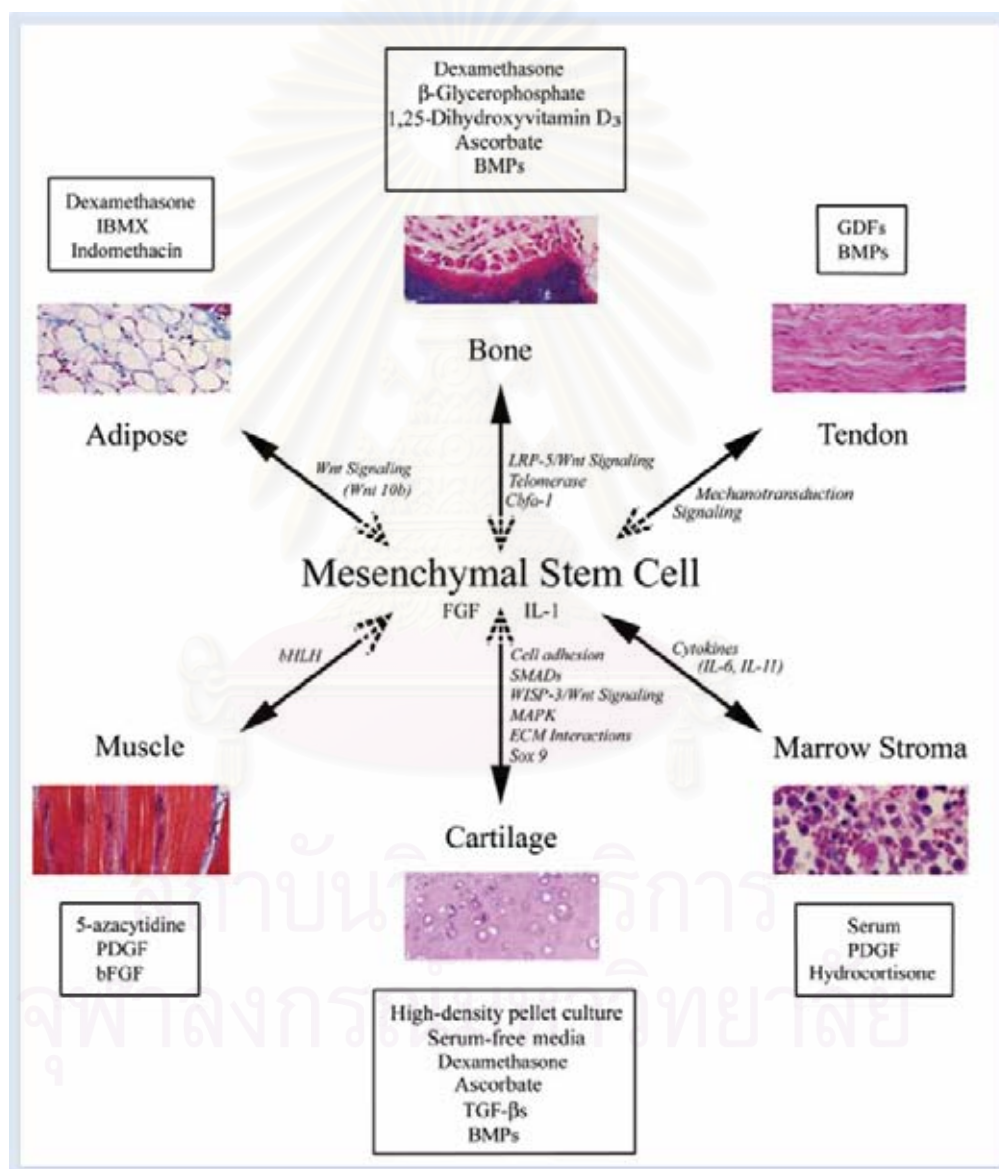 Dexamethasone
β-Glycerophosphate
1,25-Dihydroxyvitamin D₃
Ascorbate
BMPs
Dexamethasone
IBMX
Indomethacin
GDFs
BMPs
Bone
Adipose
Tendon
Wnt Signaling
(Wnt 10b)
LRP-5/Wnt Signaling
Telomerase
Cbfa-1
Mechanotransduction
Signaling
Mesenchymal Stem Cell
FGF IL-1
bHLH
Cell adhesion
SMADs
WISP-3/Wnt Signaling
MAPK
ECM Interactions
Sox 9
Cytokines
(IL-6, IL-11)
Muscle
Marrow Stroma
Cartilage
5-azacytidine
PDGF
bFGF
Serum
PDGF
Hydrocortisone
High-density pellet culture
Serum-free media
Dexamethasone
Ascorbate
TGF-βs
BMPs